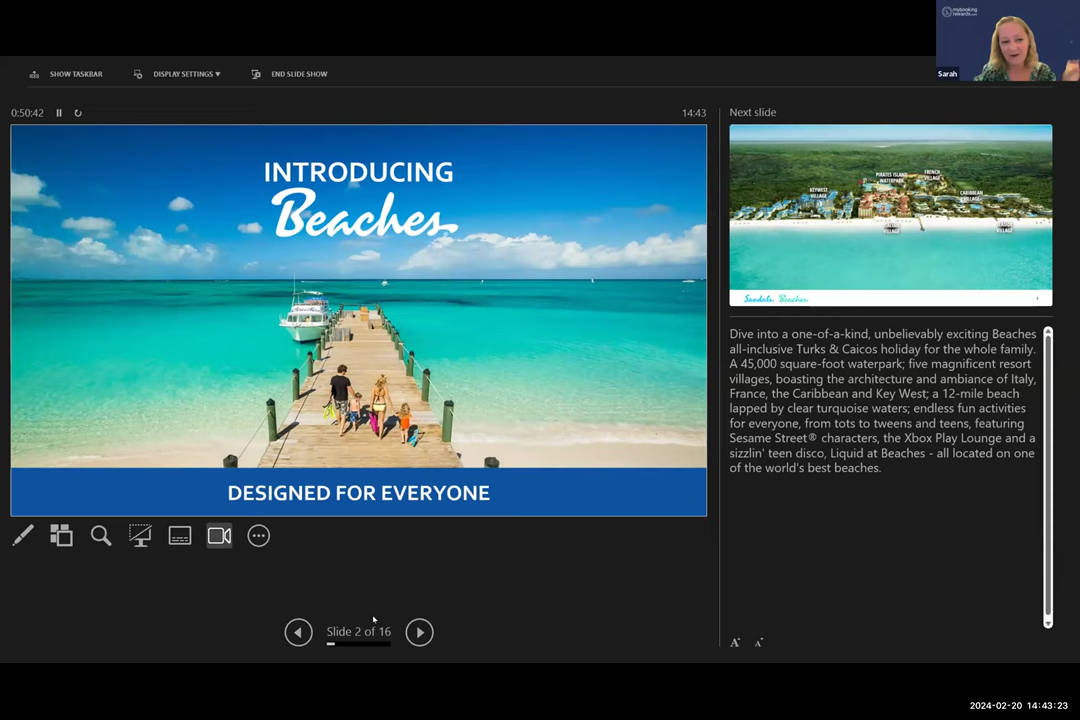 mybooking
rewards.com
Sarah
SHOW TASKBAR
DISPLAY SETTINGS ▼
END SLIDE SHOW
0:50:42
14:43
Next slide
INTRODUCING
Beaches
DESIGNED FOR EVERYONE
KEYWEST
VILLAGE
PIRATES ISLAND
WATERPARK
FRENCH
VILLAGE
CARIBBEAN
VILLAGE
VILLAGE
Sandals Beaches
Dive into a one-of-a-kind, unbelievably exciting Beaches
all-inclusive Turks & Caicos holiday for the whole family.
A 45,000 square-foot waterpark; five magnificent resort
villages, boasting the architecture and ambiance of Italy,
France, the Caribbean and Key West; a 12-mile beach
lapped by clear turquoise waters; endless fun activities
for everyone, from tots to tweens and teens, featuring
Sesame Street® characters, the Xbox Play Lounge and a
sizzlin' teen disco, Liquid at Beaches - all located on one
of the world's best beaches.
Slide 2 of 16
A A
2024-02-20 14:43:23